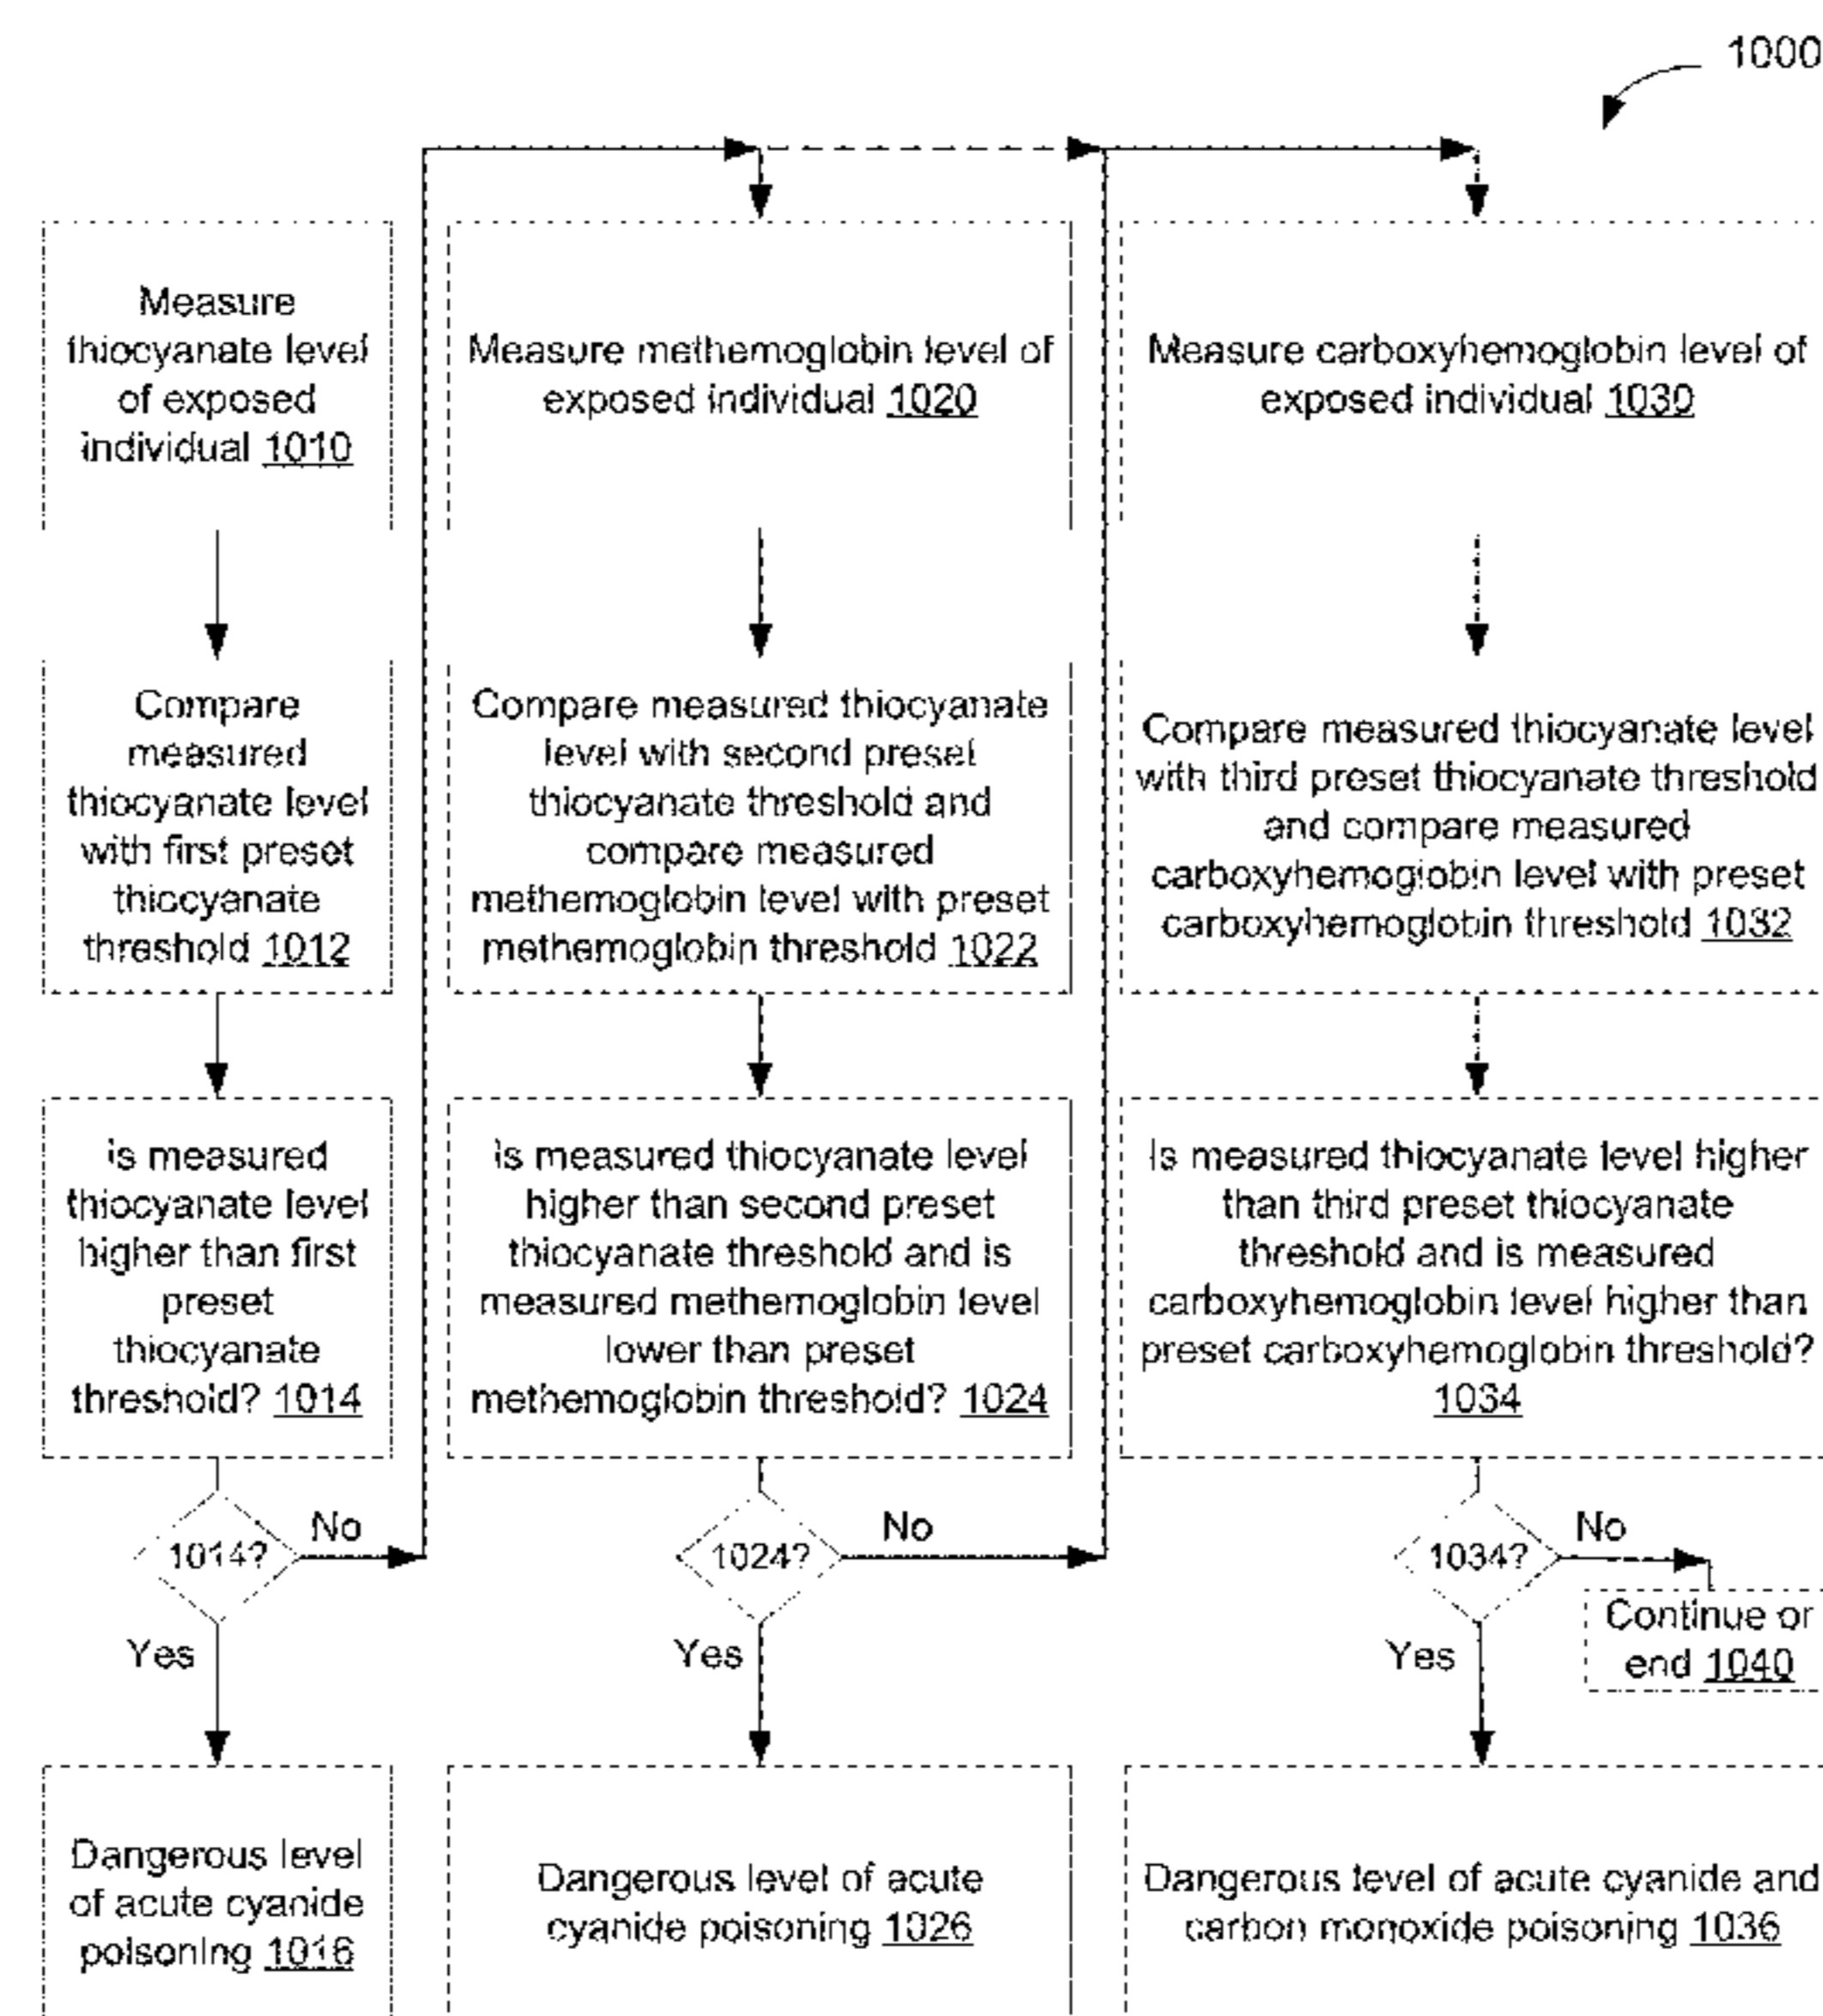 1000
Measure
thiocyanate level
of exposed
individual 1010
Measure methemoglobin level of
exposed individual 1020
Measure carboxyhemoglobin level of
exposed individual 1030
Compare
measured
thiocyanate level
with first preset
thiocyanate
threshold 1012
Compare measured thiocyanate
level with second preset
thiocyanate threshold and
compare measured
methemoglobin level with preset
methemoglobin threshold 1022
Compare measured thiocyanate level
with third preset thiocyanate threshold
and compare measured
carboxyhemoglobin level with preset
carboxyhemoglobin threshold 1032
Is measured
thiocyanate level
higher than first
preset
thiocyanate
threshold? 1014
Is measured thiocyanate level
higher than second preset
thiocyanate threshold and is
measured methemoglobin level
lower than preset
methemoglobin threshold? 1024
Is measured thiocyanate level higher
than third preset thiocyanate
threshold and is measured
carboxyhemoglobin level higher than
preset carboxyhemoglobin threshold?
1034
1014?
No
Yes
1024?
No
Yes
1034?
No
Yes
Continue or
end 1040
Dangerous level
of acute cyanide
poisoning 1016
Dangerous level of acute
cyanide poisoning 1026
Dangerous level of acute cyanide and
carbon monoxide poisoning 1036